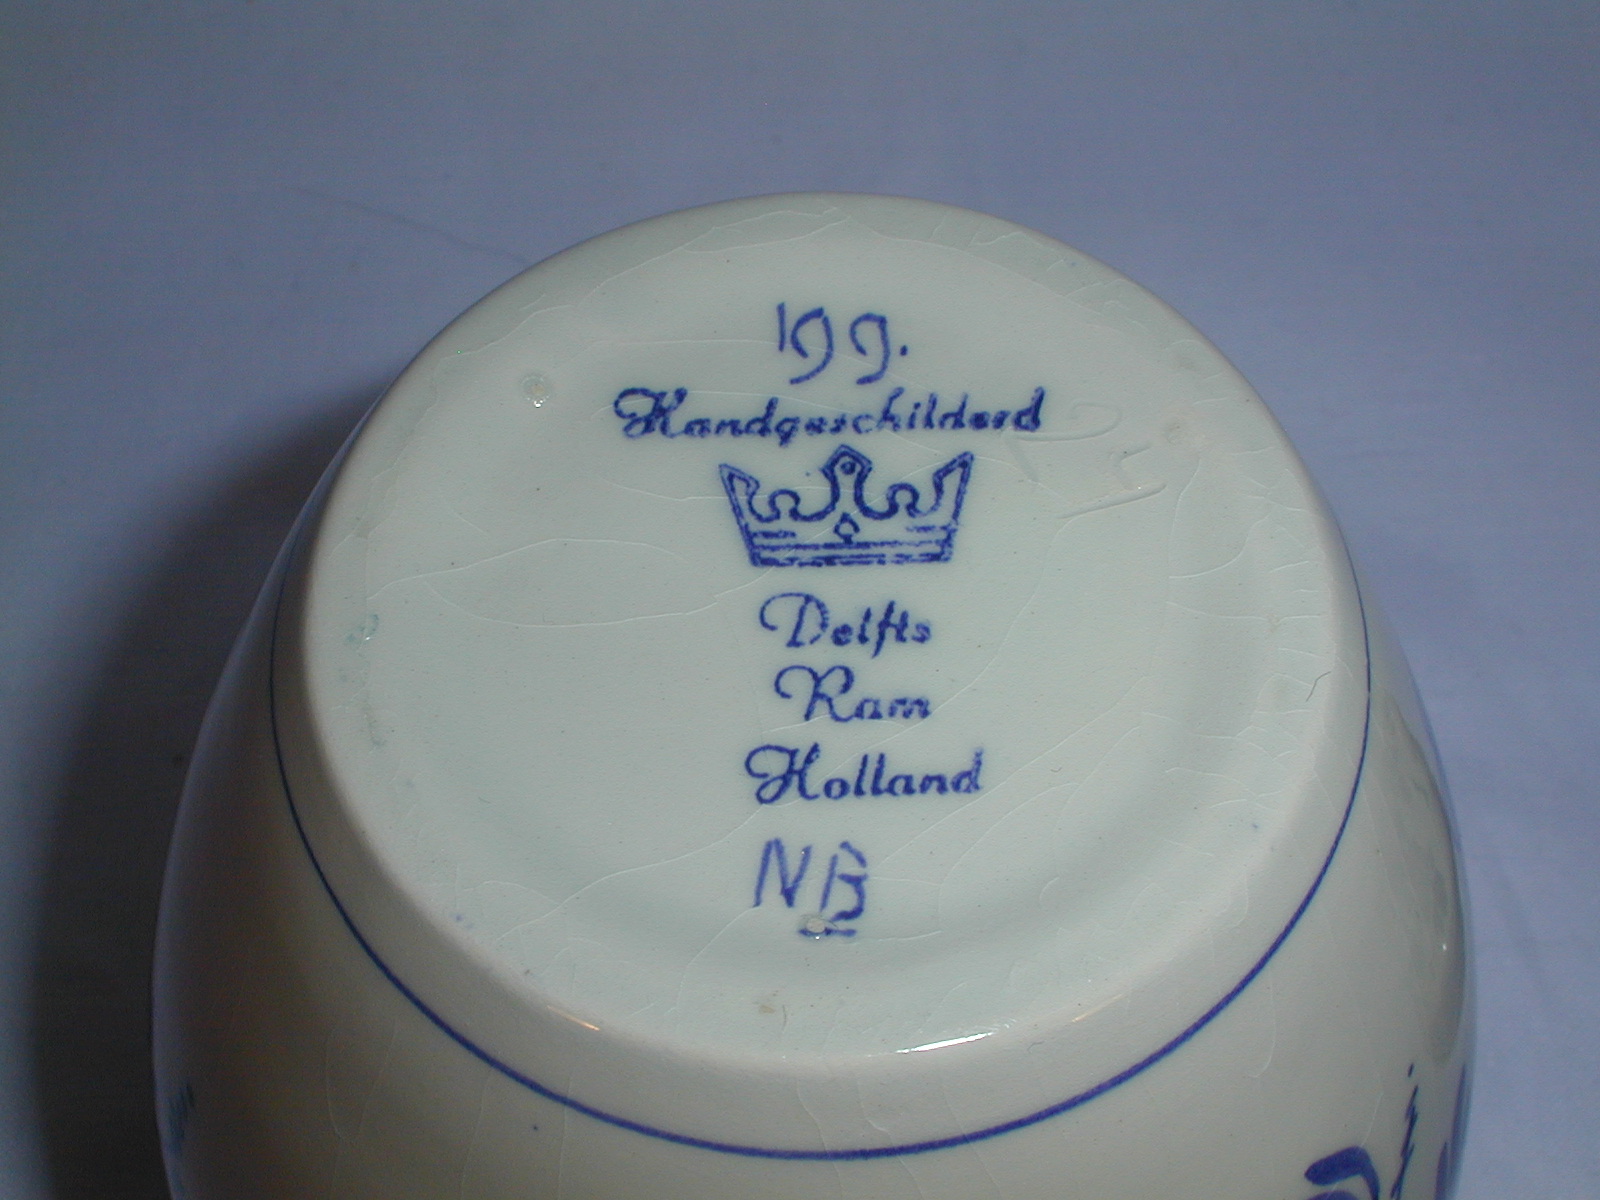 199.
Handgeschilderd
Delfts
Ram
Holland
NB